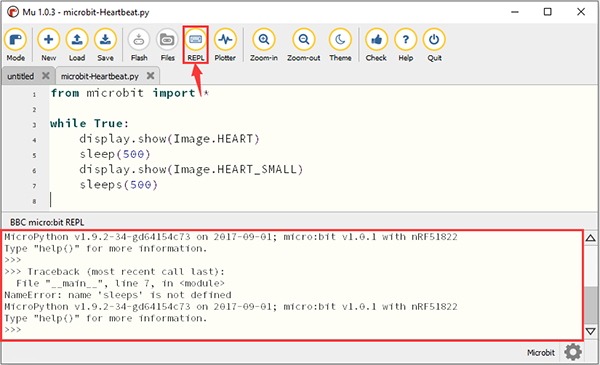 Mu 1.0.3 - microbit-Heartbeat.py
Mode New Load Save Flash Files REPL Plotter Zoom-in Zoom-out Theme Check Help Quit
untitled microbit-Heartbeat.py
1 from microbit import *
2
3 while True:
4 display.show(Image.HEART)
5 sleep(500)
6 display.show(Image.HEART_SMALL)
7 sleeps(500)
8
BBC micro:bit REPL
MicroPython v1.9.2-34-gd64154c73 on 2017-09-01; micro:bit v1.0.1 with nRF51822
Type "help{}" for more information.
>>>
>>> Traceback (most recent call last):
File "__main__", line 7, in <module>
NameError: name 'sleeps' is not defined
MicroPython v1.9.2-34-gd64154c73 on 2017-09-01; micro:bit v1.0.1 with nRF51822
Type "help{}" for more information.
>>>
Microbit